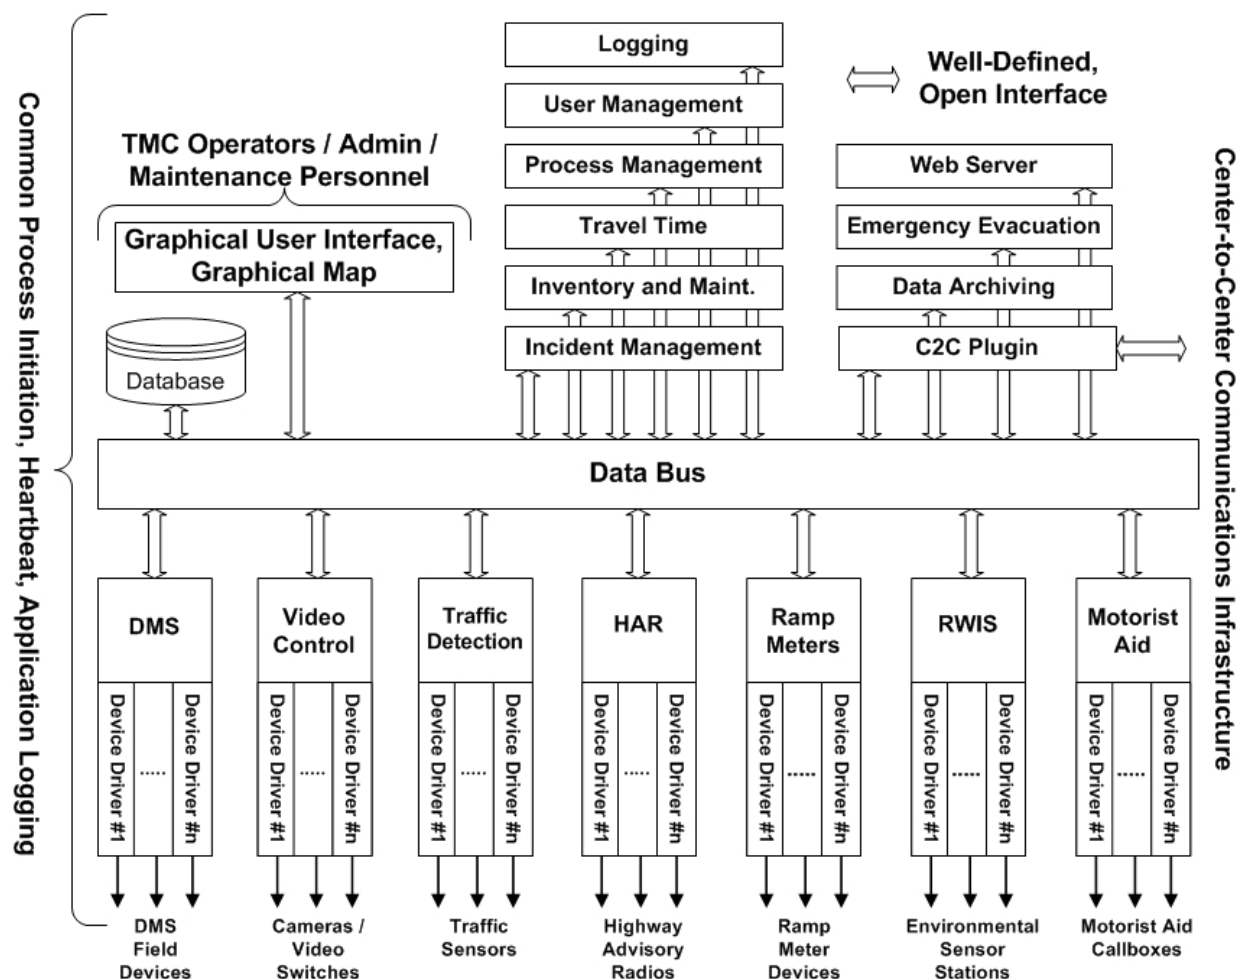 Common Process Initiation, Heartbeat, Application Logging
TMC Operators / Admin /
Maintenance Personnel
Graphical User Interface,
Graphical Map
Database
Logging
User Management
Process Management
Travel Time
Inventory and Maint.
Incident Management
Well-Defined,
Open Interface
Web Server
Emergency Evacuation
Data Archiving
C2C Plugin
Center-to-Center Communications Infrastructure
Data Bus
DMS
Video
Control
Traffic
Detection
HAR
Ramp
Meters
RWIS
Motorist
Aid
Device Driver #1
.....
Device Driver #n
Device Driver #1
.....
Device Driver #n
Device Driver #1
.....
Device Driver #n
Device Driver #1
.....
Device Driver #n
Device Driver #1
.....
Device Driver #n
Device Driver #1
.....
Device Driver #n
Device Driver #1
.....
Device Driver #n
DMS
Field
Devices
Cameras /
Video
Switches
Traffic
Sensors
Highway
Advisory
Radios
Ramp
Meter
Devices
Environmental
Sensor
Stations
Motorist Aid
Callboxes